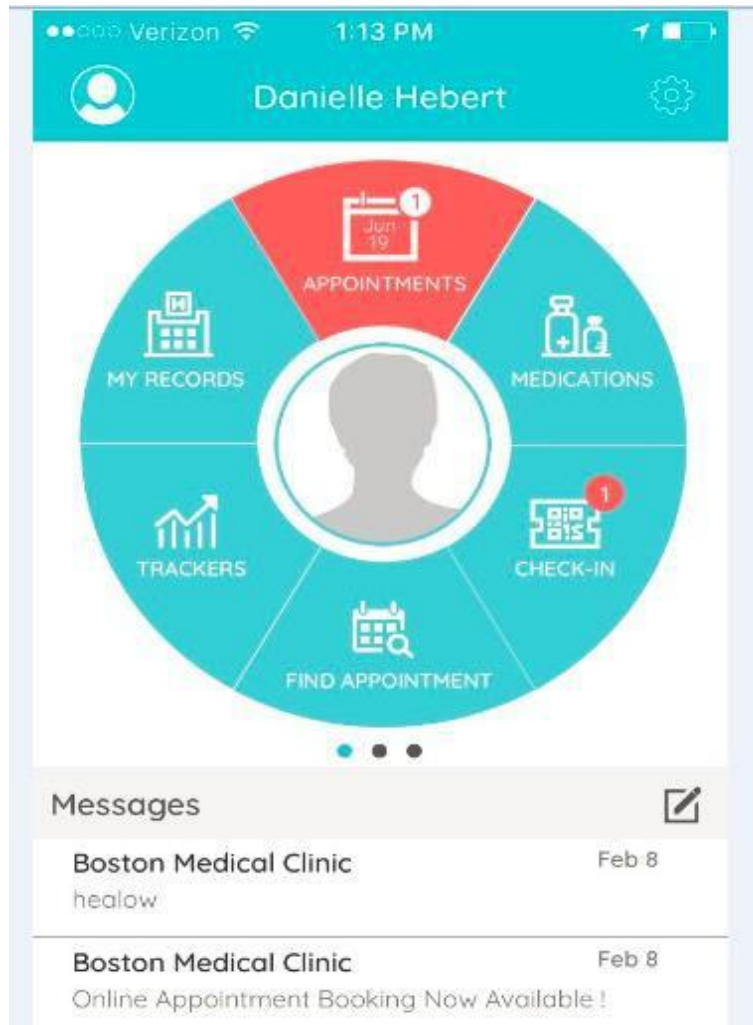 Verizon 1:13 PM
Danielle Hebert
1
Jun
19
APPOINTMENTS
H
MY RECORDS
MEDICATIONS
1
TRACKERS
CHECK-IN
FIND APPOINTMENT
Messages
Boston Medical Clinic Feb 8
healow
Boston Medical Clinic Feb 8
Online Appointment Booking Now Available !